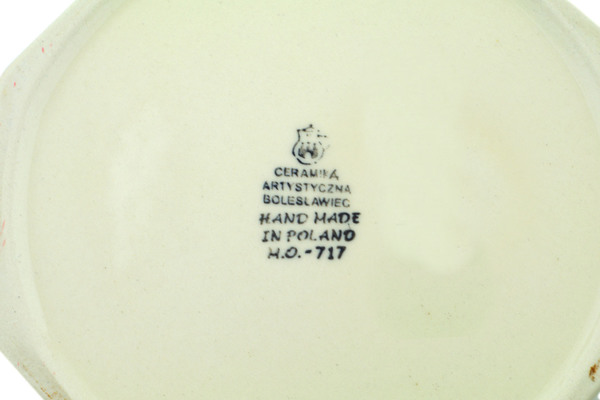 CERAMIKA
ARTYSTYCZNA
BOLESŁAWIEC
HAND MADE
IN POLAND
H.O.-717